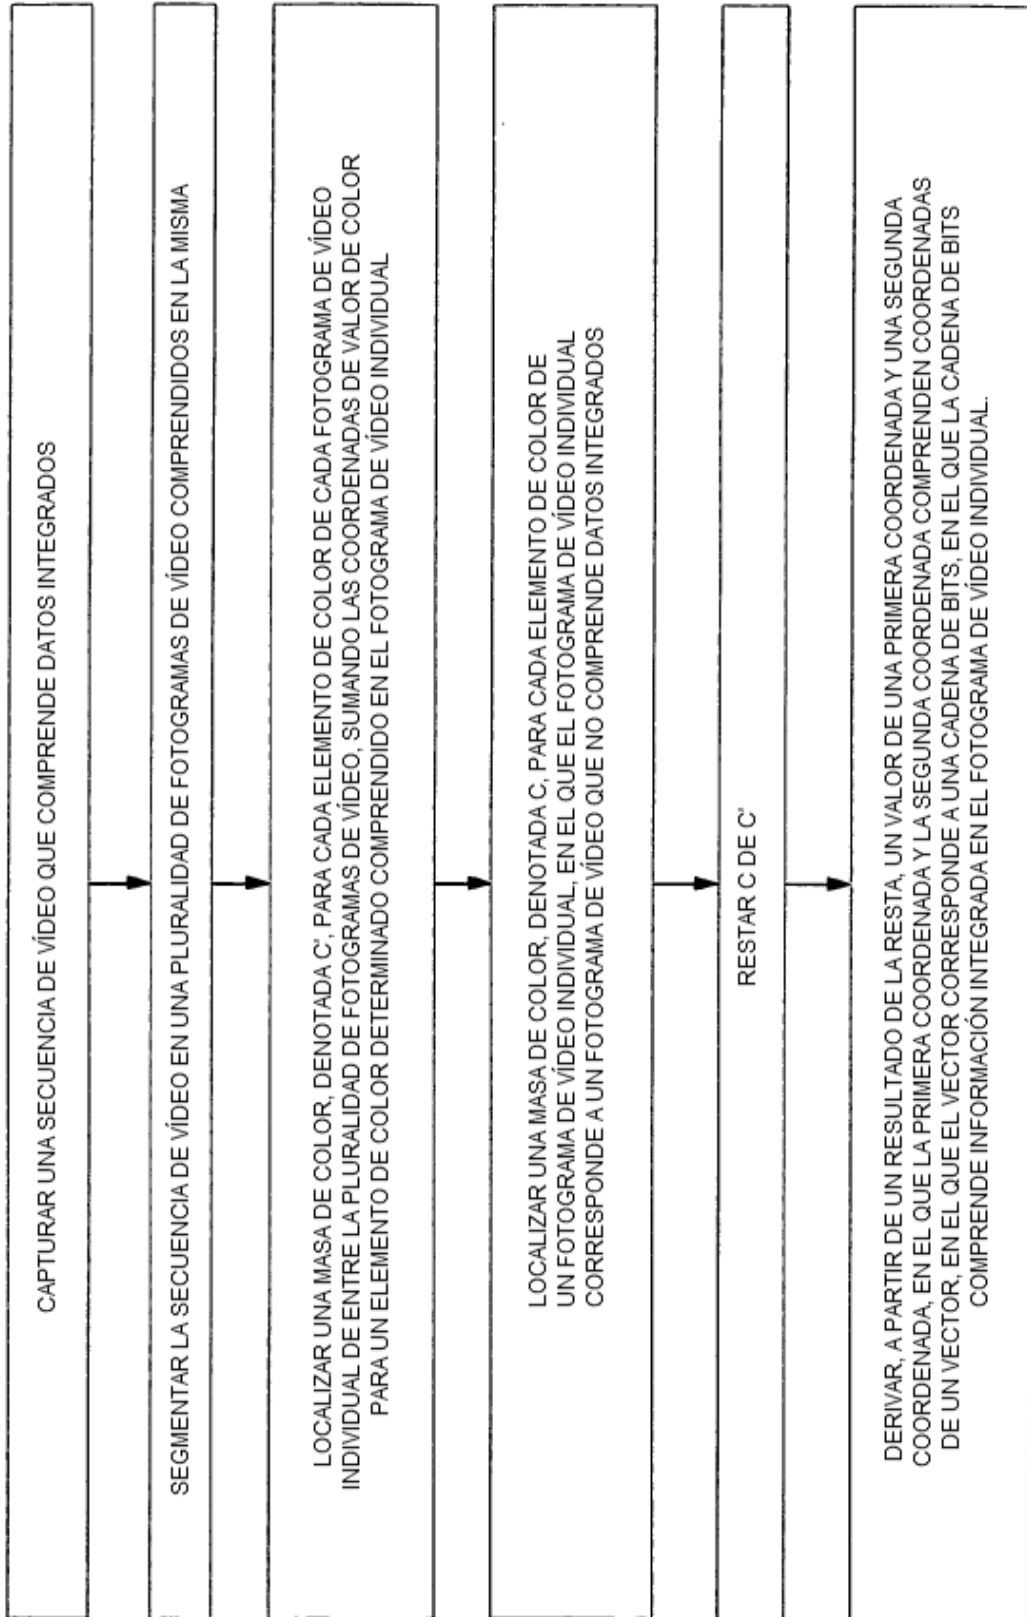 CAPTURAR UNA SECUENCIA DE VÍDEO QUE COMPRENDE DATOS INTEGRADOS
SEGMENTAR LA SECUENCIA DE VÍDEO EN UNA PLURALIDAD DE FOTOGRAMAS DE VÍDEO COMPRENDIDOS EN LA MISMA
LOCALIZAR UNA MASA DE COLOR, DENOTADA C', PARA CADA ELEMENTO DE COLOR DE CADA FOTOGRAMA DE VÍDEO
INDIVIDUAL DE ENTRE LA PLURALIDAD DE FOTOGRAMAS DE VÍDEO, SUMANDO LAS COORDENADAS DE VALOR DE COLOR
PARA UN ELEMENTO DE COLOR DETERMINADO COMPRENDIDO EN EL FOTOGRAMA DE VÍDEO INDIVIDUAL
LOCALIZAR UNA MASA DE COLOR, DENOTADA C, PARA CADA ELEMENTO DE COLOR DE
UN FOTOGRAMA DE VÍDEO INDIVIDUAL, EN EL QUE EL FOTOGRAMA DE VÍDEO INDIVIDUAL
CORRESPONDE A UN FOTOGRAMA DE VÍDEO QUE NO COMPRENDE DATOS INTEGRADOS
RESTAR C DE C'
DERIVAR, A PARTIR DE UN RESULTADO DE LA RESTA, UN VALOR DE UNA PRIMERA COORDENADA Y UNA SEGUNDA
COORDENADA, EN EL QUE LA PRIMERA COORDENADA Y LA SEGUNDA COORDENADA COMPRENDEN COORDENADAS
DE UN VECTOR, EN EL QUE EL VECTOR CORRESPONDE A UNA CADENA DE BITS, EN EL QUE LA CADENA DE BITS
COMPRENDE INFORMACIÓN INTEGRADA EN EL FOTOGRAMA DE VÍDEO INDIVIDUAL.